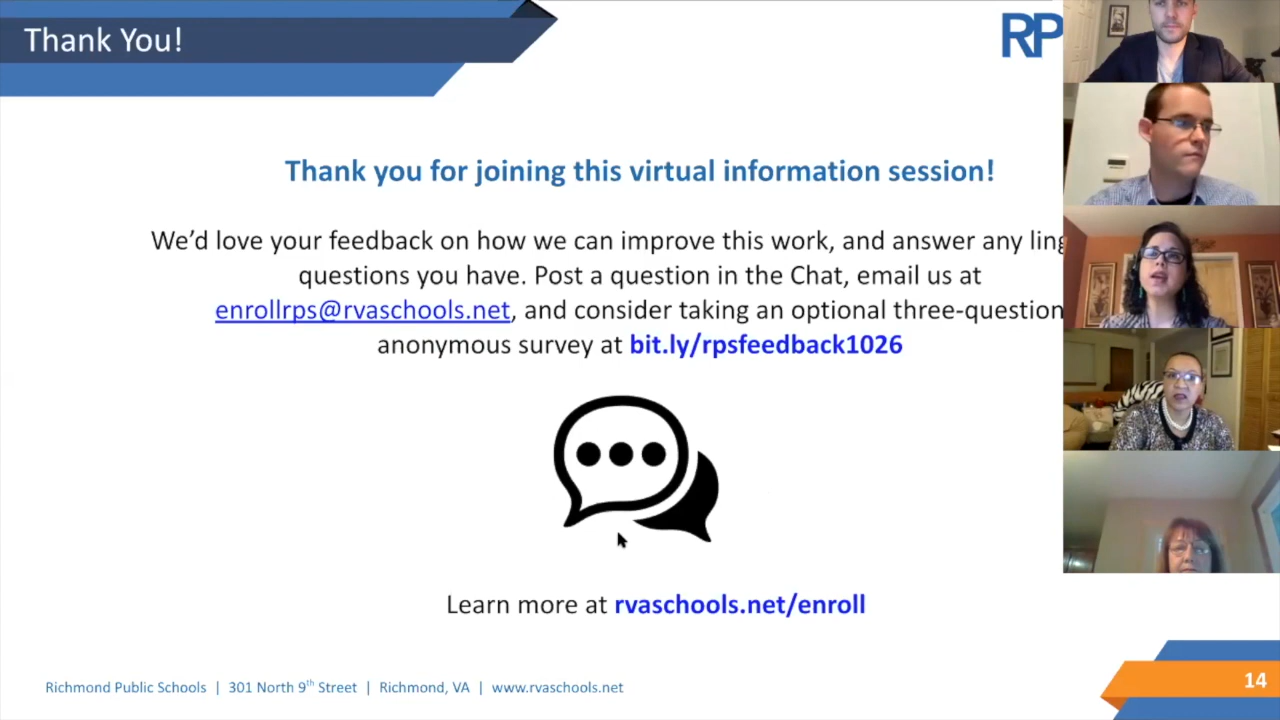 Thank You!
RP
Thank you for joining this virtual information session!
We’d love your feedback on how we can improve this work, and answer any
questions you have. Post a question in the Chat, email us at
enrollrps@rvaschools.net, and consider taking an optional three-question
anonymous survey at bit.ly/rpsfeedback1026
Learn more at rvaschools.net/enroll
Richmond Public Schools | 301 North 9th Street | Richmond, VA | www.rvaschools.net
14